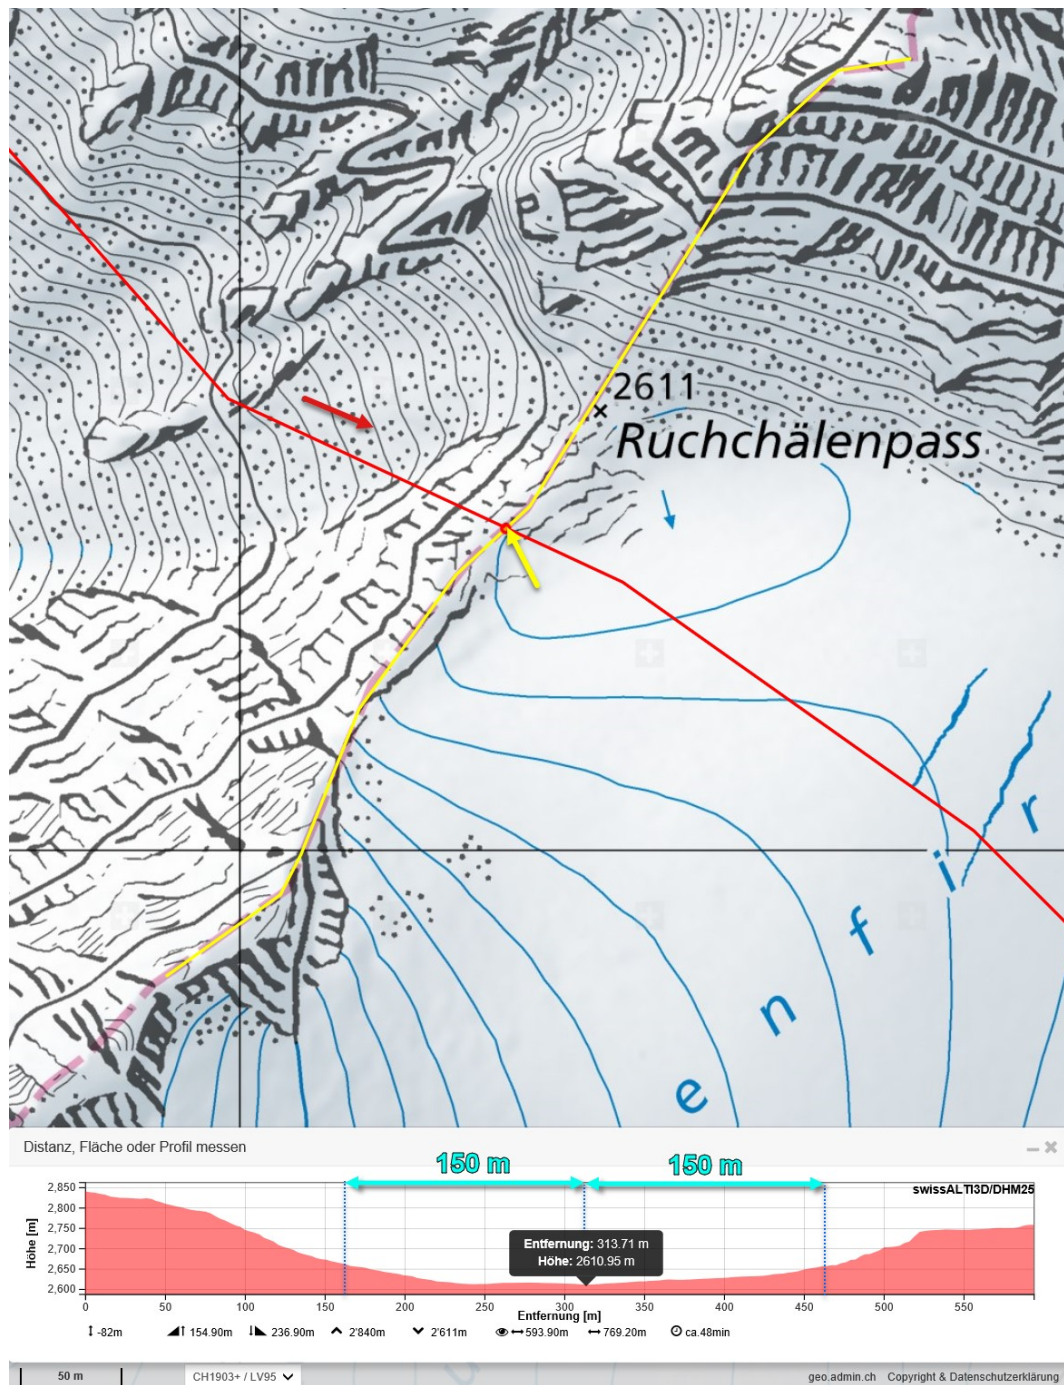 2611
Ruchchälenpass
i
r
f
n
e
Distanz, Fläche oder Profil messen
150 m 150 m
swissALTI3D/DHM25
2,850
2,800
2,750
2,700
2,650
2,600
Höhe [m]
Entfernung: 313.71 m
Höhe: 2610.95 m
0 50 100 150 200 250 300 350 400 450 500 550
Entfernung [m]
-82m 154.90m 236.90m 2'840m 2'611m 593.90m 769.20m ca.48min
50 m CH1903+ / LV95 geo.admin.ch Copyright & Datenschutzerklärung